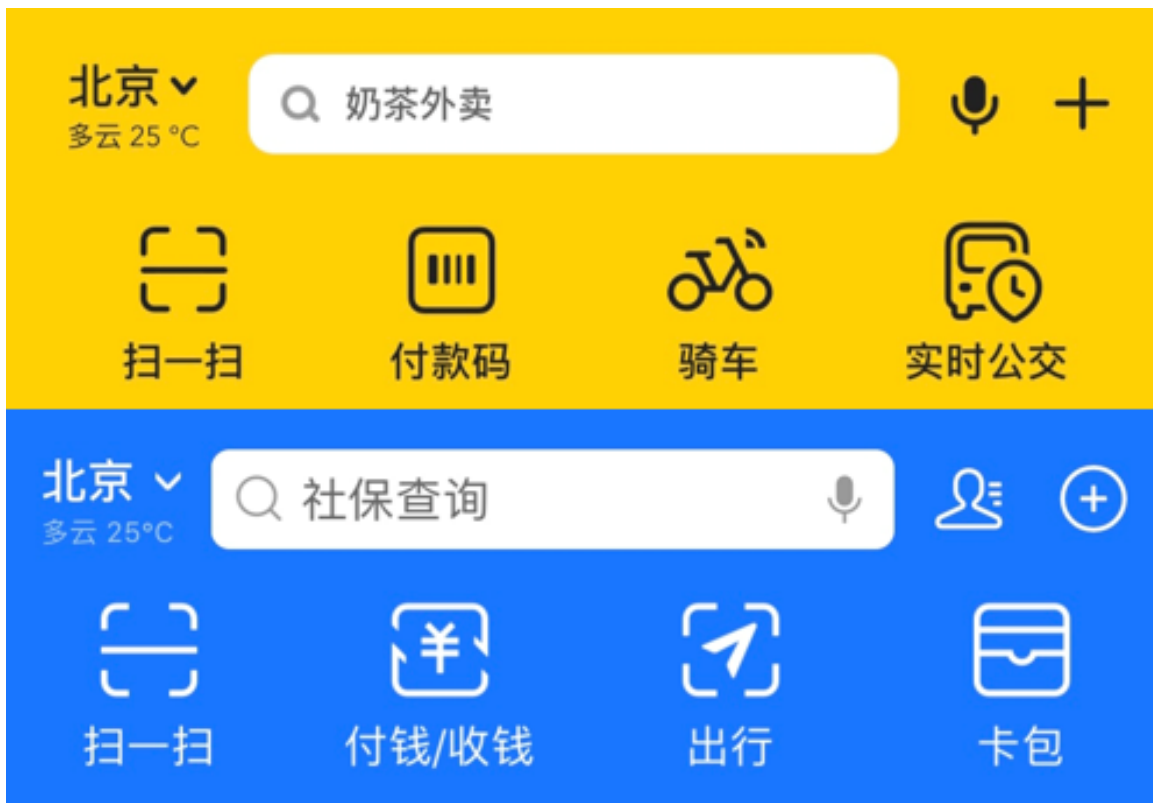 北京
奶茶外卖
多云 25 °C
扫一扫
付款码
骑车
实时公交
北京
社保查询
多云 25°C
扫一扫
付钱/收钱
出行
卡包